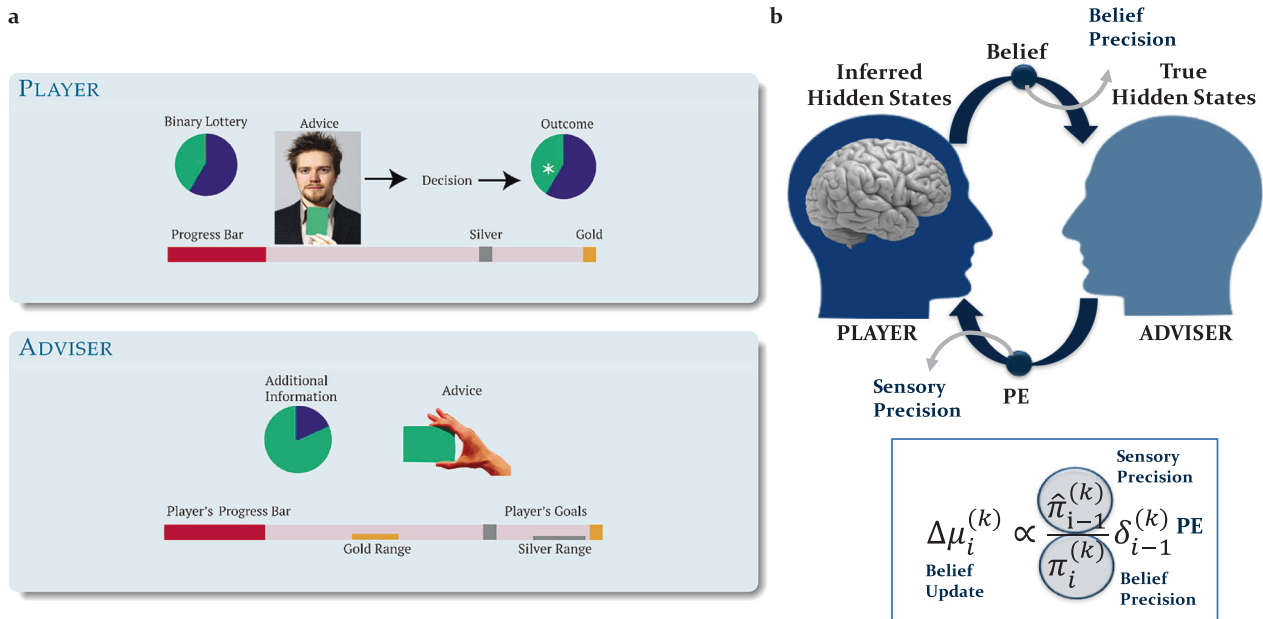 a
PLAYER
Binary Lottery
Advice
Outcome
*
Decision
Progress Bar
Silver
Gold
ADVISER
Additional
Information
Advice
Player's Progress Bar
Player's Goals
Gold Range
Silver Range
b
Belief
Precision
Belief
Inferred
Hidden States
True
Hidden States
PLAYER
ADVISER
Sensory
Precision
PE
Sensory
Precision
Δμ_i^(k) ∝ π̂_{i−1}^(k) / π_i^(k) δ_{i−1}^(k) PE
Belief
Update
Belief
Precision